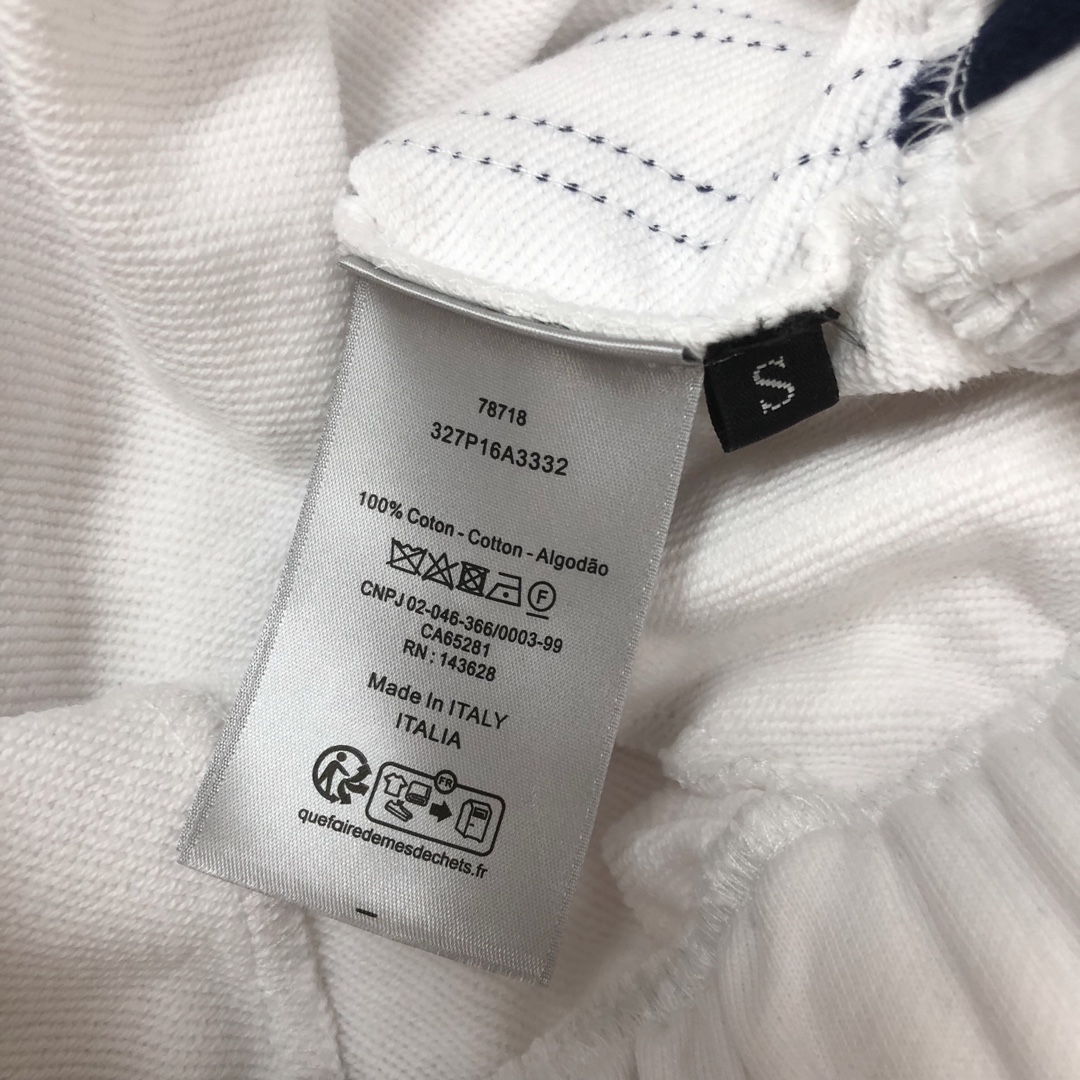 S
78718
327P16A3332
100% Coton - Cotton - Algodão
F
CNPJ 02-046-366/0003-99
CA65281
RN : 143628
Made In ITALY
ITALIA
FR
quefairedemesdechets.fr